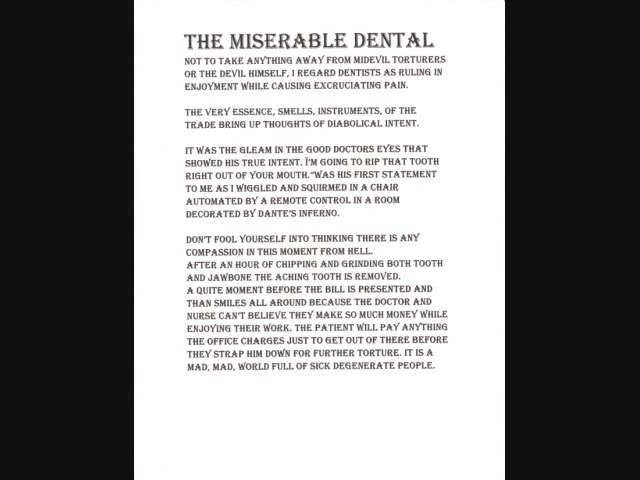 THE MISERABLE DENTAL
NOT TO TAKE ANYTHING AWAY FROM MIDEVIL TORTURERS
OR THE DEVIL HIMSELF, I REGARD DENTISTS AS RULING IN
ENJOYMENT WHILE CAUSING EXCRUCIATING PAIN.
THE VERY ESSENCE, SMELLS, INSTRUMENTS, OF THE
TRADE BRING UP THOUGHTS OF DIABOLICAL INTENT.
IT WAS THE GLEAM IN THE GOOD DOCTORS EYES THAT
SHOWED HIS TRUE INTENT. ÏM GOING TO RIP THAT TOOTH
RIGHT OUT OF YOUR MOUTH."WAS HIS FIRST STATEMENT
TO ME AS I WIGGLED AND SQUIRMED IN A CHAIR
AUTOMATED BY A REMOTE CONTROL IN A ROOM
DECORATED BY DANTE'S INFERNO.
DON'T FOOL YOURSELF INTO THINKING THERE IS ANY
COMPASSION IN THIS MOMENT FROM HELL.
AFTER AN HOUR OF CHIPPING AND GRINDING BOTH TOOTH
AND JAWBONE THE ACHING TOOTH IS REMOVED.
A QUITE MOMENT BEFORE THE BILL IS PRESENTED AND
THAN SMILES ALL AROUND BECAUSE THE DOCTOR AND
NURSE CAN'T BELIEVE THEY MAKE SO MUCH MONEY WHILE
ENJOYING THEIR WORK. THE PATIENT WILL PAY ANYTHING
THE OFFICE CHARGES JUST TO GET OUT OF THERE BEFORE
THEY STRAP HIM DOWN FOR FURTHER TORTURE. IT IS A
MAD, MAD, WORLD FULL OF SICK DEGENERATE PEOPLE.